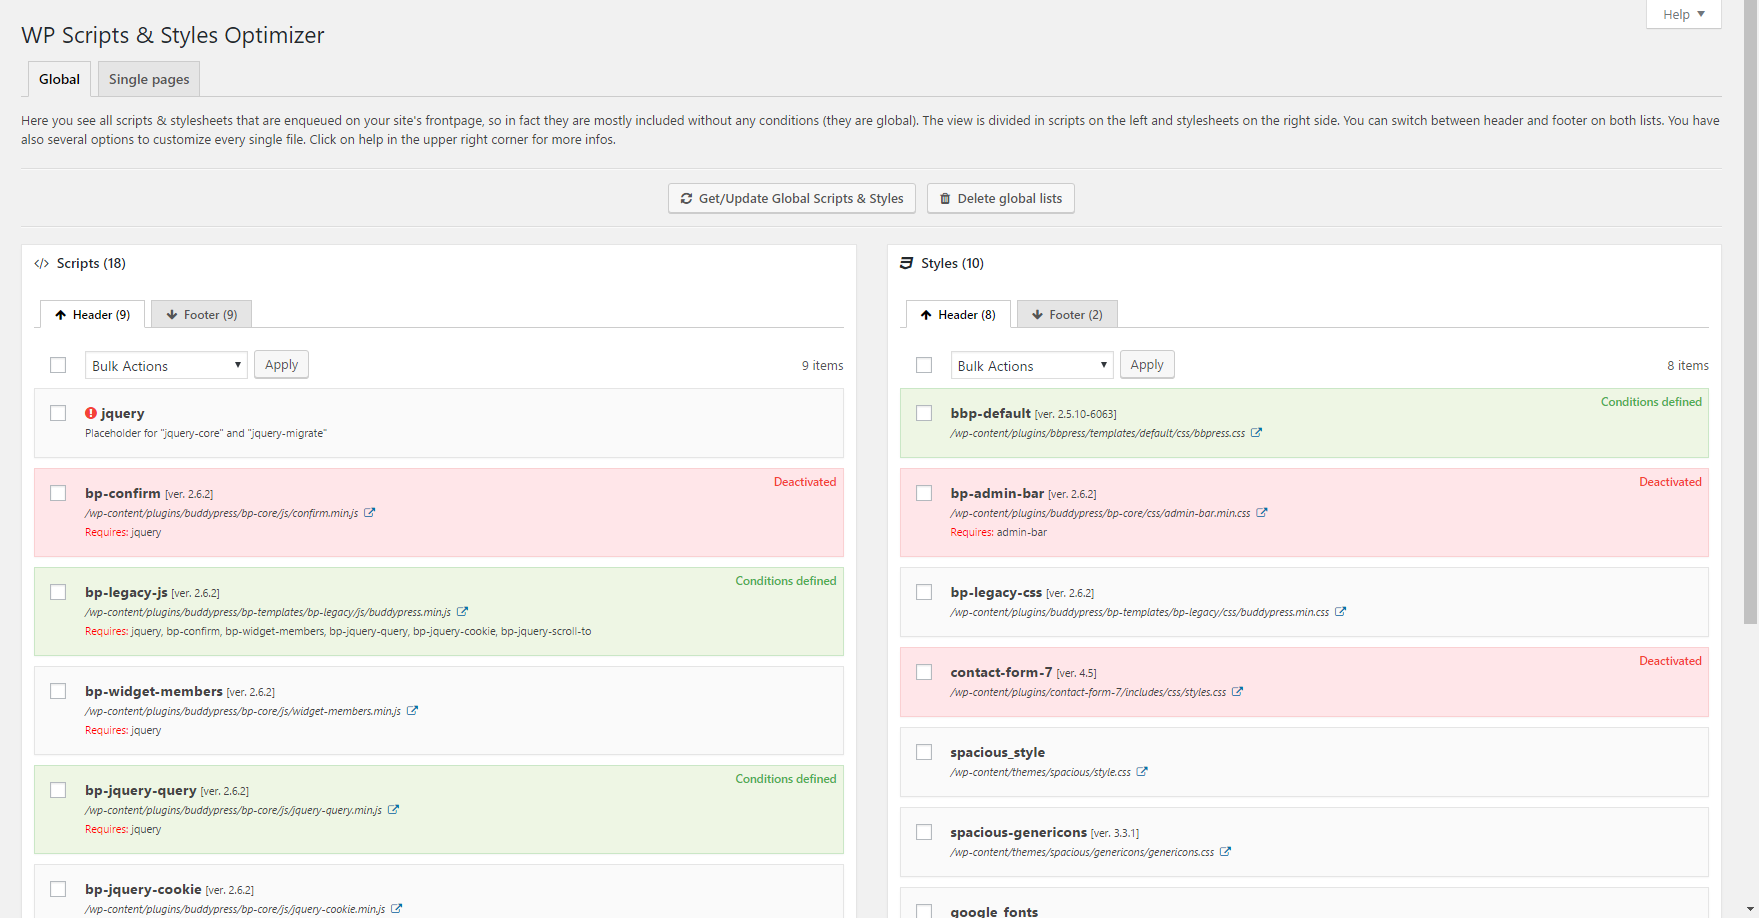 Help
WP Scripts & Styles Optimizer
Global
Single pages
Here you see all scripts & stylesheets that are enqueued on your site's frontpage, so in fact they are mostly included without any conditions (they are global). The view is divided in scripts on the left and stylesheets on the right side. You can switch between header and footer on both lists. You have
also several options to customize every single file. Click on help in the upper right corner for more infos.
Get/Update Global Scripts & Styles
Delete global lists
Scripts (18)
Header (9)
Footer (9)
Bulk Actions
Apply
9 items
jquery
Placeholder for "jquery-core" and "jquery-migrate"
Deactivated
bp-confirm [ver. 2.6.2]
/wp-content/plugins/buddypress/bp-core/js/confirm.min.js
Requires: jquery
Conditions defined
bp-legacy-js [ver. 2.6.2]
/wp-content/plugins/buddypress/bp-templates/bp-legacy/js/buddypress.min.js
Requires: jquery, bp-confirm, bp-widget-members, bp-jquery-query, bp-jquery-cookie, bp-jquery-scroll-to
bp-widget-members [ver. 2.6.2]
/wp-content/plugins/buddypress/bp-core/js/widget-members.min.js
Requires: jquery
Conditions defined
bp-jquery-query [ver. 2.6.2]
/wp-content/plugins/buddypress/bp-core/js/jquery-query.min.js
Requires: jquery
bp-jquery-cookie [ver. 2.6.2]
/wp-content/plugins/buddypress/bp-core/js/jquery-cookie.min.js
Styles (10)
Header (8)
Footer (2)
Bulk Actions
Apply
8 items
Conditions defined
bbp-default [ver. 2.5.10-6063]
/wp-content/plugins/bbpress/templates/default/css/bbpress.css
Deactivated
bp-admin-bar [ver. 2.6.2]
/wp-content/plugins/buddypress/bp-core/css/admin-bar.min.css
Requires: admin-bar
bp-legacy-css [ver. 2.6.2]
/wp-content/plugins/buddypress/bp-templates/bp-legacy/css/buddypress.min.css
Deactivated
contact-form-7 [ver. 4.5]
/wp-content/plugins/contact-form-7/includes/css/styles.css
spacious_style
/wp-content/themes/spacious/style.css
spacious-genericons [ver. 3.3.1]
/wp-content/themes/spacious/genericons/genericons.css
google_fonts